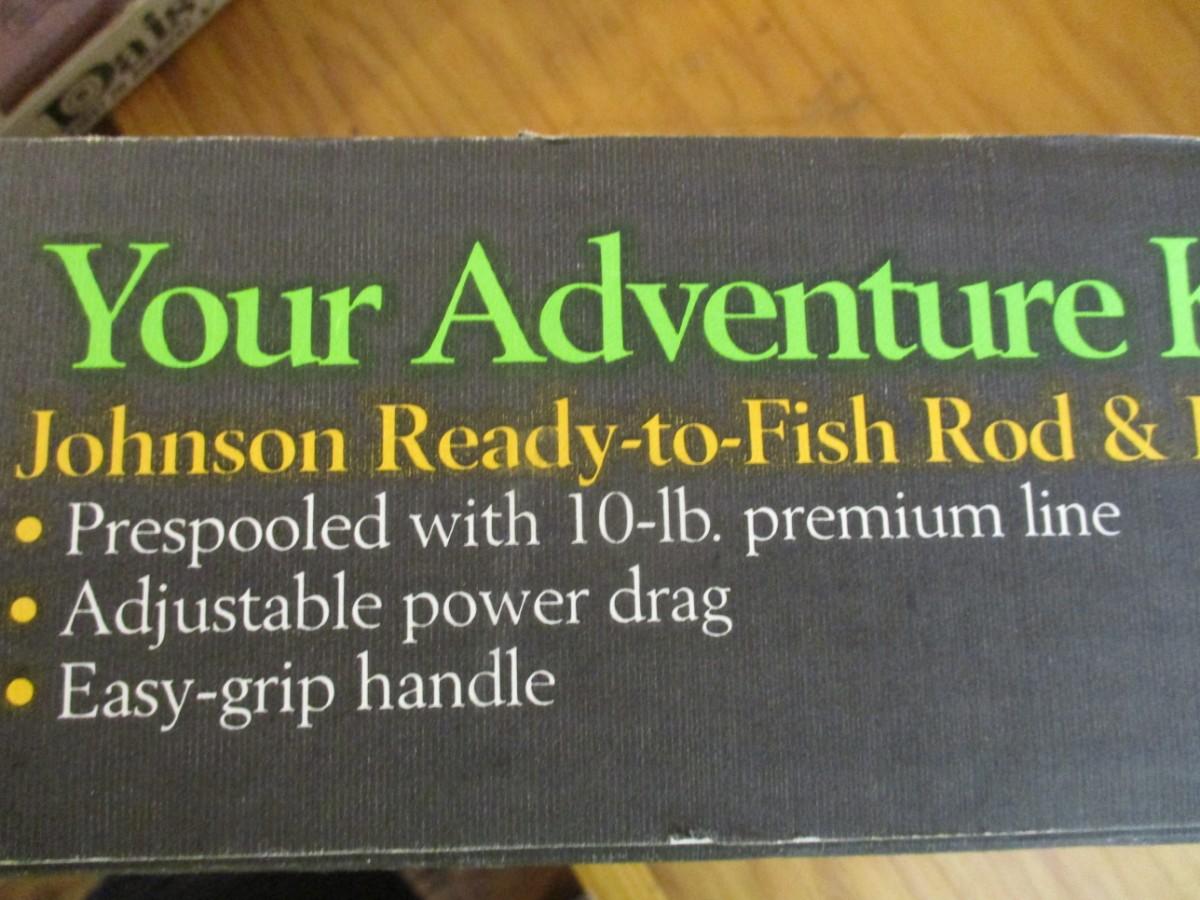 Your Adventure
Johnson Ready-to-Fish Rod &
• Prespooled with 10-lb. premium line
• Adjustable power drag
• Easy-grip handle